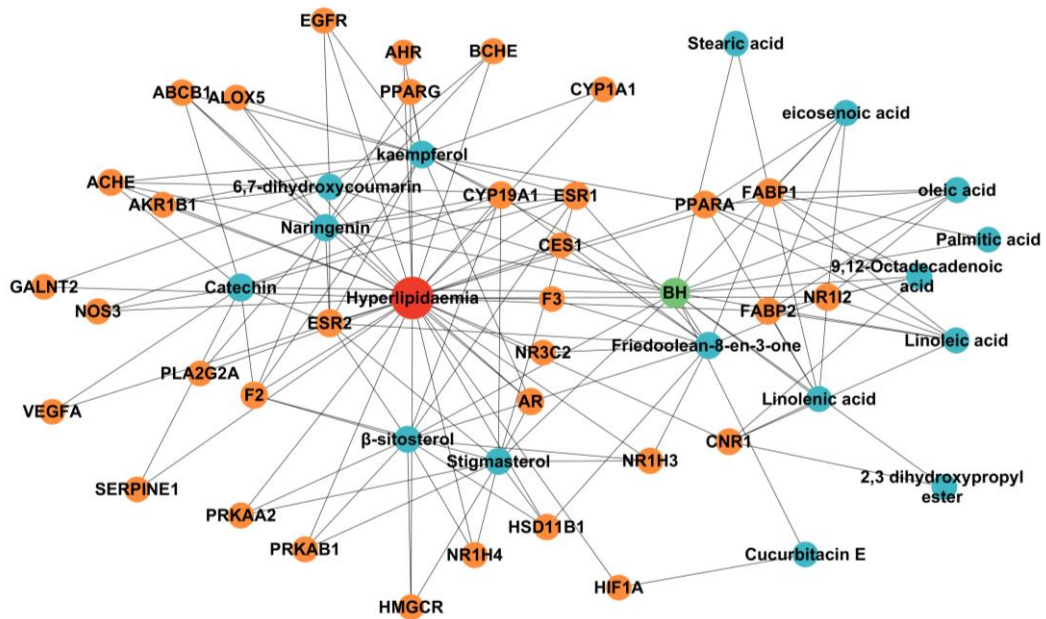 EGFR
Stearic acid
AHR
BCHE
ABCB1
ALOX5
PPARG
CYP1A1
eicosenoic acid
kaempferol
ACHE
6,7-dihydroxycoumarin
AKR1B1
CYP19A1
ESR1
PPARA
FABP1
oleic acid
Naringenin
CES1
Palmitic acid
9,12-Octadecadenoic
acid
GALNT2
Catechin
Hyperlipidaemia
F3
BH
NR1I2
NOS3
ESR2
FABP2
Friedoolean-8-en-3-one
Linoleic acid
NR3C2
PLA2G2A
F2
AR
Linolenic acid
VEGFA
β-sitosterol
CNR1
Stigmasterol
NR1H3
SERPINE1
2,3 dihydroxypropyl
ester
PRKAA2
HSD11B1
PRKAB1
NR1H4
Cucurbitacin E
HIF1A
HMGCR